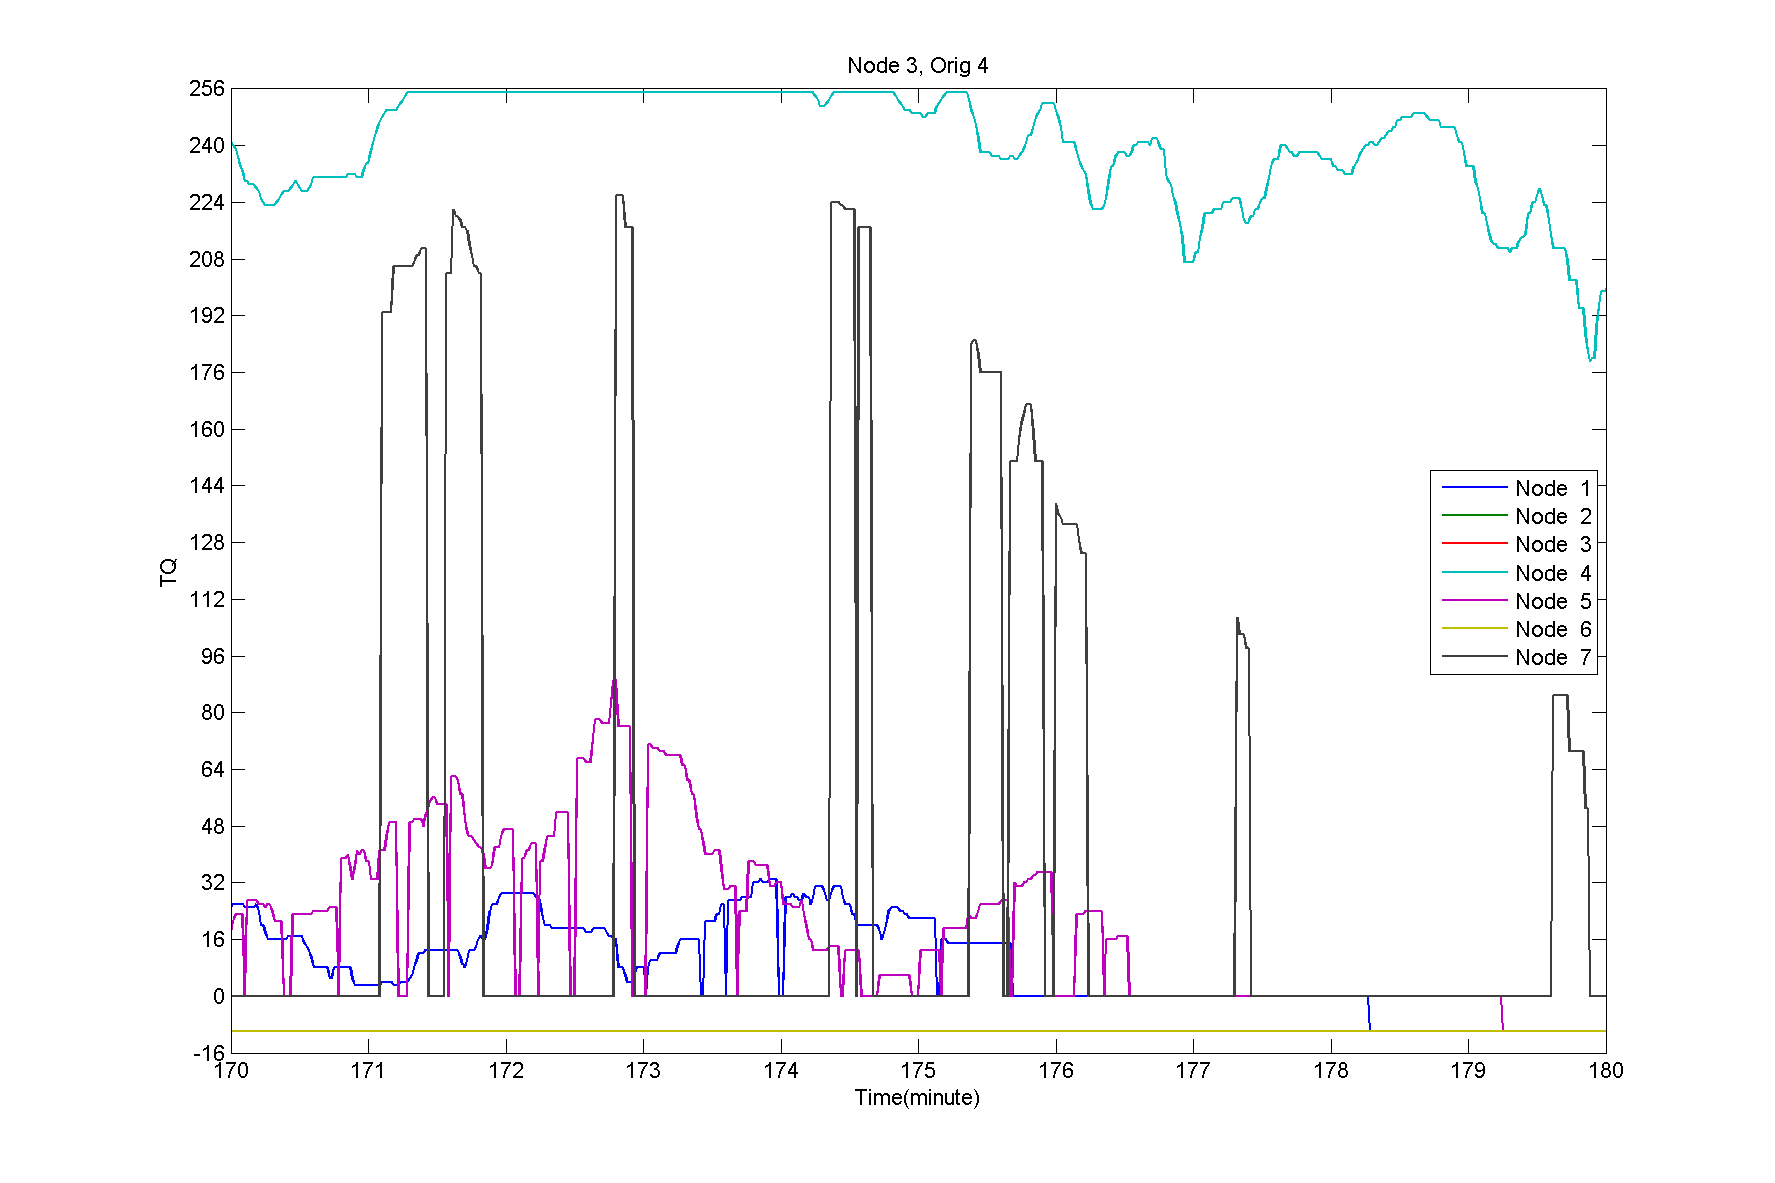 Node 3, Orig 4
256
240
224
208
192
176
160
144
128
112
96
80
64
48
32
16
0
-16
TQ
Node 1
Node 2
Node 3
Node 4
Node 5
Node 6
Node 7
170 171 172 173 174 175 176 177 178 179 180
Time(minute)